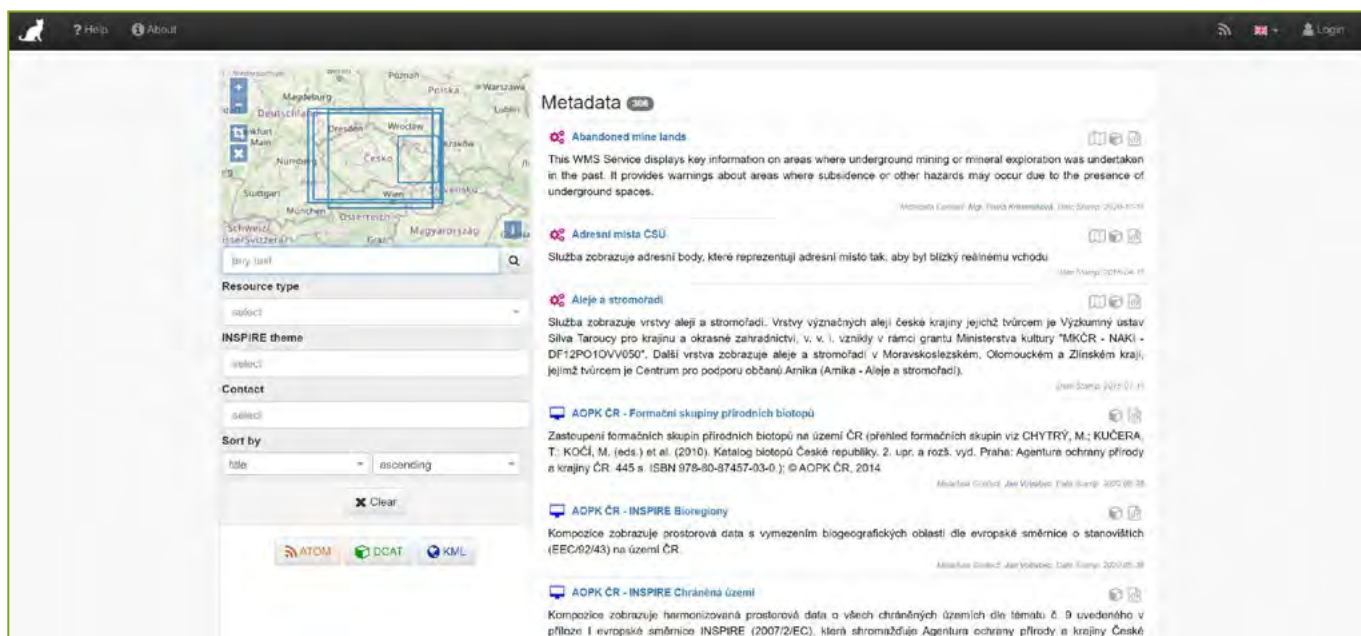 ? Help About
Login
Poznań
Polska
Warszawa
Magdeburg
Deutschland
Lublin
Dresden Wrocław
Main
Nürnberg
Česko
Stuttgart
Wien
München
Österreich
Magyarország
Graz
any text
Resource type
select
INSPIRE theme
select
Contact
select
Sort by
title ascending
Clear
ATOM DCAT KML
Metadata 306
Abandoned mine lands
This WMS Service displays key information on areas where underground mining or mineral exploration was undertaken
in the past. It provides warnings about areas where subsidence or other hazards may occur due to the presence of
underground spaces.
Adresní místa ČSÚ
Služba zobrazuje adresní body, které reprezentují adresní místo tak, aby byl blízký reálnému vchodu
Aleje a stromořadí
Služba zobrazuje vrstvy alejí a stromořadí. Vrstvy význačných alejí české krajiny jejichž tvůrcem je Výzkumný ústav
Silva Taroucy pro krajinu a okrasné zahradnictví, v. v. i. vznikly v rámci grantu Ministerstva kultury "MKČR - NAKI -
DF12PO1OVV050". Další vrstva zobrazuje aleje a stromořadí v Moravskoslezském, Olomouckém a Zlínském kraji,
jejímž tvůrcem je Centrum pro podporu občanů Arnika (Arnika - Aleje a stromořadí).
AOPK ČR - Formační skupiny přírodních biotopů
Zastoupení formačních skupin přírodních biotopů na území ČR (přehled formačních skupin viz CHYTRÝ, M.; KUČERA,
T.; KOČÍ, M. (eds.) et al. (2010). Katalog biotopů České republiky. 2. upr. a rozš. vyd. Praha: Agentura ochrany přírody
a krajiny ČR. 445 s. ISBN 978-80-87457-03-0.); © AOPK ČR, 2014
AOPK ČR - INSPIRE Bioregiony
Kompozice zobrazuje prostorová data s vymezením biogeografických oblastí dle evropské směrnice o stanovištích
(EEC/92/43) na území ČR.
AOPK ČR - INSPIRE Chráněná území
Kompozice zobrazuje harmonizovaná prostorová data o všech chráněných územích dle tématu č. 9 uvedeného v
příloze I evropské směrnice INSPIRE (2007/2/EC), která shromažďuje Agentura ochrany přírody a krajiny České